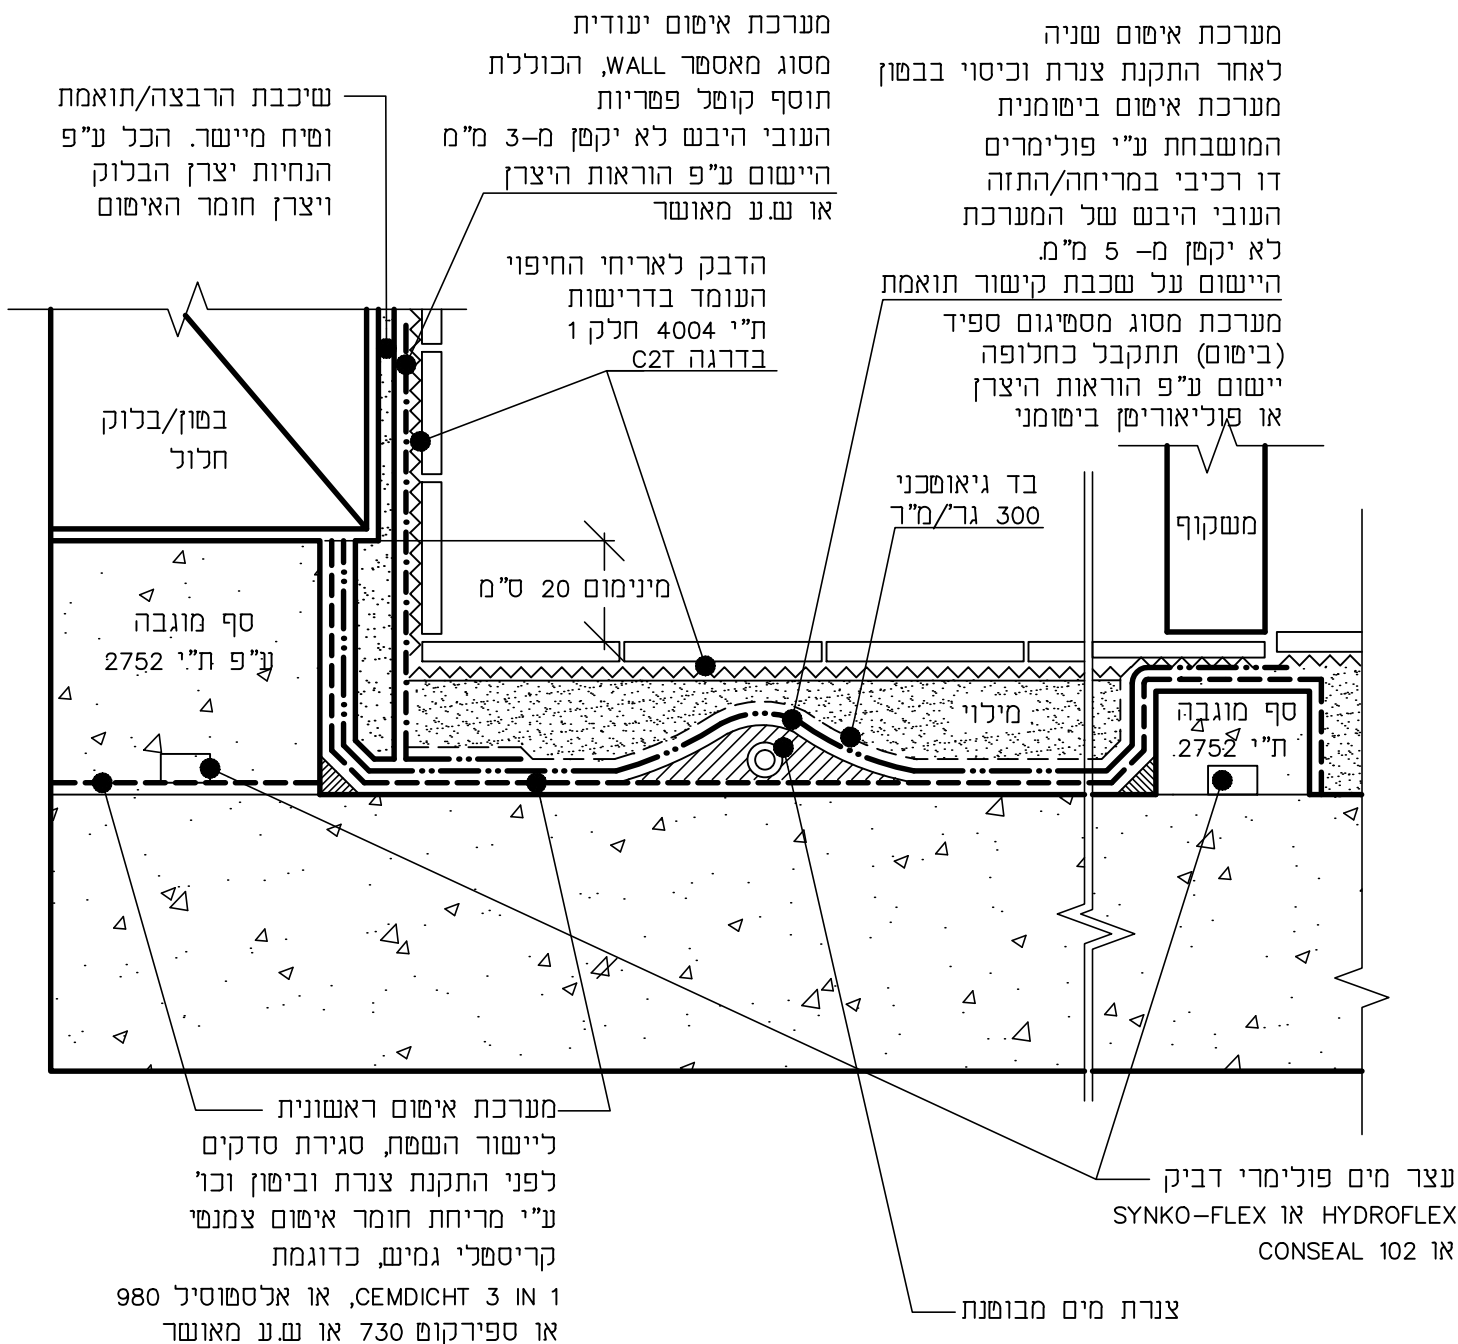 מערכת איטום שניה
לאחר התקנת צנרת וכיסוי בבטון
מערכת איטום ביטומנית
המושבחת ע"י פולימרים
דו רכיבי במריחה/התזה
העובי היבש של המערכת
לא יקטן מ- 5 מ"מ.
היישום על שכבת קישור תואמת
מערכת מסוג מסטיגום ספיד
(ביטום) תתקבל כחלופה
יישום ע"פ הוראות היצרן
או פוליאוריטן ביטומני
מערכת איטום יעודית
מסוג מאסטר WALL, הכוללת
תוסף קוטל פטריות
העובי היבש לא יקטן מ-3 מ"מ
היישום ע"פ הוראות היצרן
או ש.ע מאושר
שיכבת הרבצה/תואמת
וטיח מיישר. הכל ע"פ
הנחיות יצרן הבלוק
ויצרן חומר האיטום
הדבק לאריחי החיפוי
העומד בדרישות
ת"י 4004 חלק 1
בדרגה C2T
בטון/בלוק
חלול
בד גיאוטכני
300 גר'/מ"ר
משקוף
מינימום 20 ס"מ
סף מוגבה
ע"פ ת"י 2752
מילוי
סף מוגבה
ת"י 2752.
מערכת איטום ראשונית
ליישור השטח, סגירת סדקים
לפני התקנת צנרת וביטון וכו'
ע"י מריחת חומר איטום צמנטי
קריסטלי גמיש, כדוגמת
CEMDICHT 3 IN 1, או אלסטוסיל 980
או ספירקוט 730 או ש.ע מאושר
עצר מים פולימרי דביק
HYDROFLEX או SYNKO-FLEX
או CONSEAL 102
צנרת מים מבוטנת